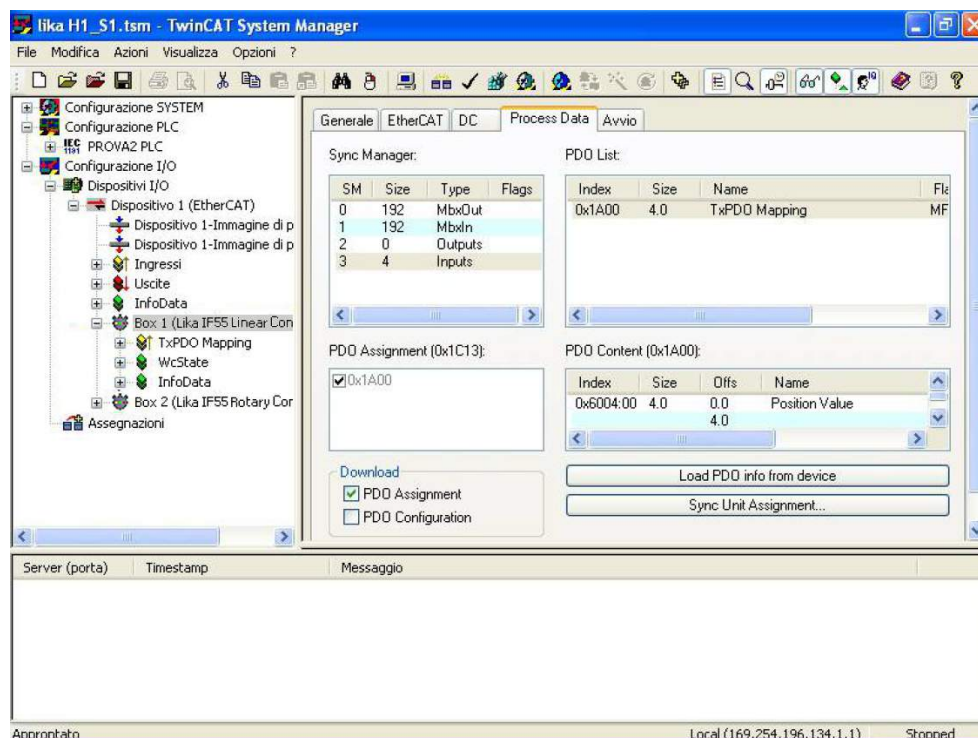 lika H1_S1.tsm - TwinCAT System Manager
File Modifica Azioni Visualizza Opzioni ?
Configurazione SYSTEM
Configurazione PLC
PROVA2 PLC
Configurazione I/O
Dispositivi I/O
Dispositivo 1 (EtherCAT)
Dispositivo 1-Immagine di p
Dispositivo 1-Immagine di p
Ingressi
Uscite
InfoData
Box 1 (Lika IF55 Linear Con
TxPDO Mapping
WcState
InfoData
Box 2 (Lika IF55 Rotary Cor
Assegnazioni
Generale EtherCAT DC Process Data Avvio
Sync Manager:
SM Size Type Flags
0 192 MbxOut
1 192 MbxIn
2 0 Outputs
3 4 Inputs
PDO List:
Index Size Name Fla
0x1A00 4.0 TxPDO Mapping MF
PDO Assignment (0x1C13):
0x1A00
PDO Content (0x1A00):
Index Size Offs Name
0x6004:00 4.0 0.0 Position Value
4.0
Download
PDO Assignment
PDO Configuration
Load PDO info from device
Sync Unit Assignment...
Server (porta) Timestamp Messaggio
Approntato Local (169.254.196.134.1.1) Stopped